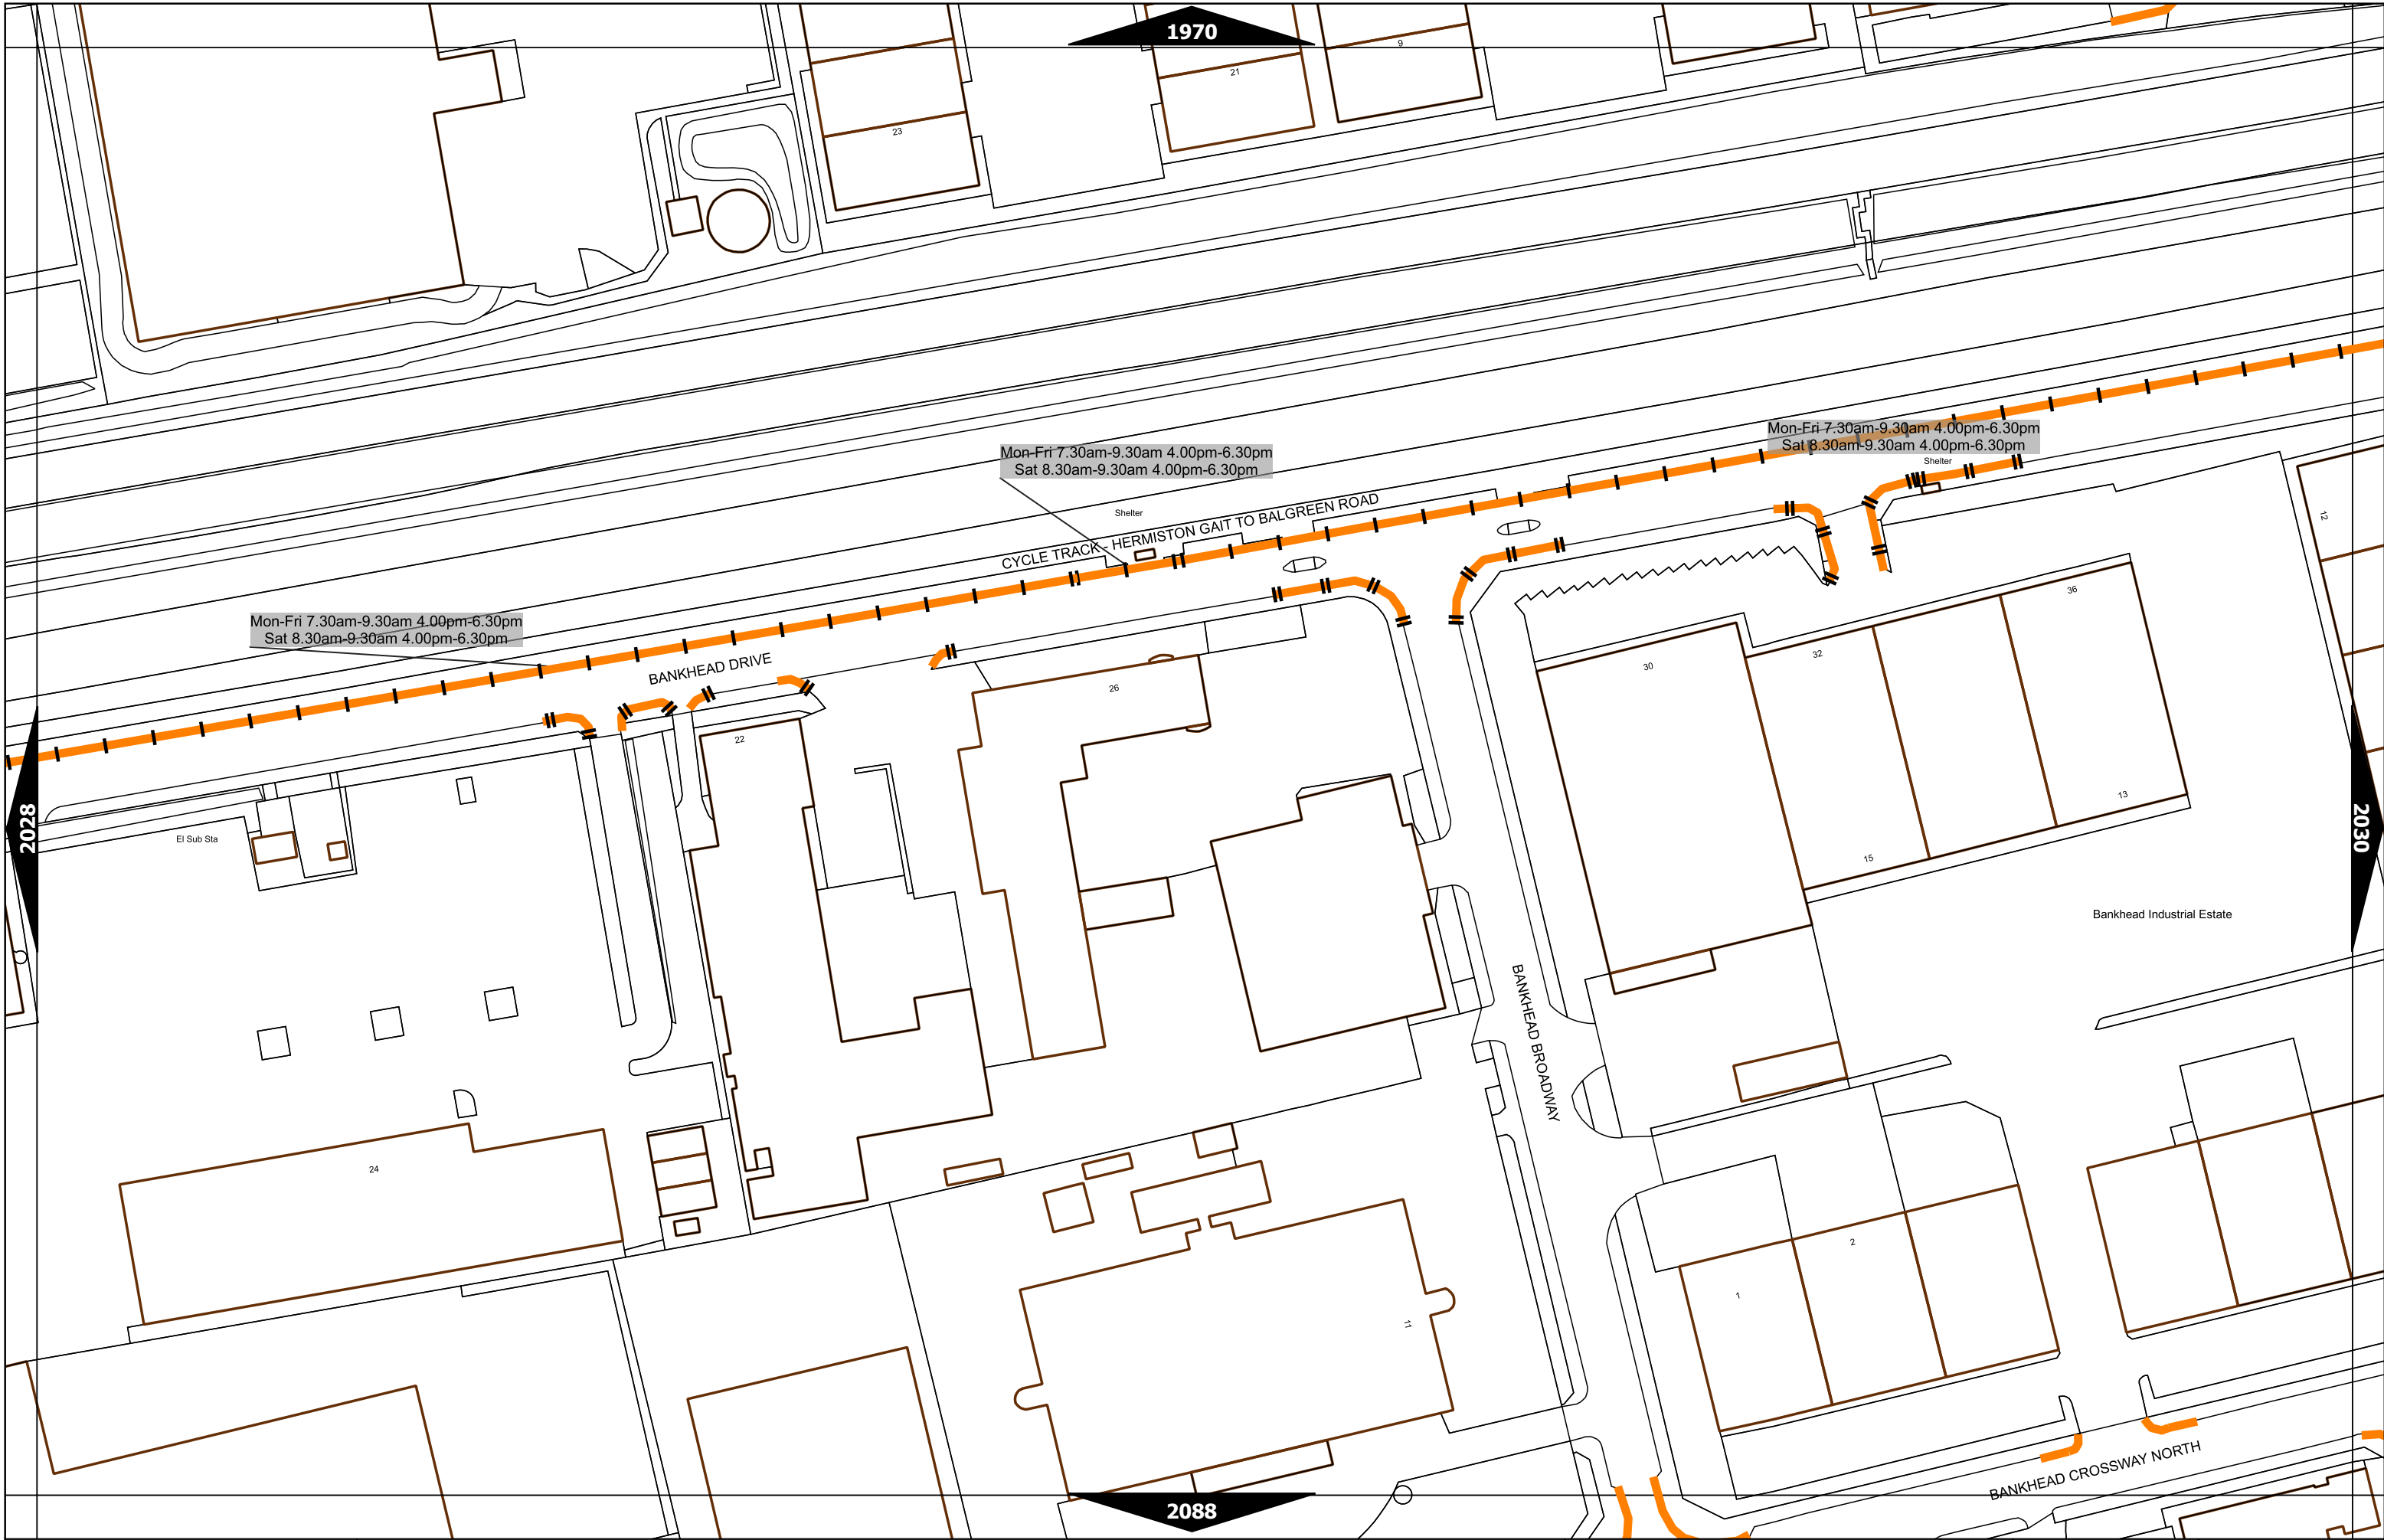 1970
9
21
23
Mon-Fri 7.30am-9.30am 4.00pm-6.30pm
Sat 8.30am-9.30am 4.00pm-6.30pm
Mon-Fri 7.30am-9.30am 4.00pm-6.30pm
Sat 8.30am-9.30am 4.00pm-6.30pm
Shelter
Shelter
CYCLE TRACK - HERMISTON GAIT TO BALGREEN ROAD
12
Mon-Fri 7.30am-9.30am 4.00pm-6.30pm
Sat 8.30am-9.30am 4.00pm-6.30pm
BANKHEAD DRIVE
36
32
30
26
22
13
2028
2030
El Sub Sta
15
Bankhead Industrial Estate
BANKHEAD BROADWAY
24
2
1
11
BANKHEAD CROSSWAY NORTH
2088